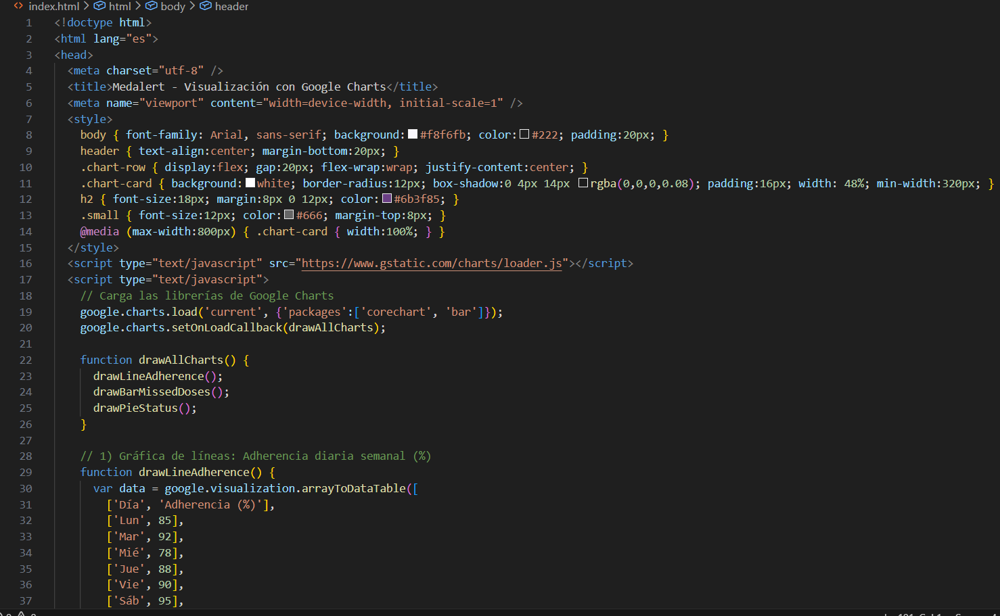 index.html > html > body > header
1 <!doctype html>
2 <html lang="es">
3 <head>
4 <meta charset="utf-8" />
5 <title>Medalert - Visualización con Google Charts</title>
6 <meta name="viewport" content="width=device-width, initial-scale=1" />
7 <style>
8 body { font-family: Arial, sans-serif; background:#f8f6fb; color:#222; padding:20px; }
9 header { text-align:center; margin-bottom:20px; }
10 .chart-row { display:flex; gap:20px; flex-wrap:wrap; justify-content:center; }
11 .chart-card { background:white; border-radius:12px; box-shadow:0 4px 14px rgba(0,0,0,0.08); padding:16px; width: 48%; min-width:320px; }
12 h2 { font-size:18px; margin:8px 0 12px; color:#6b3f85; }
13 .small { font-size:12px; color:#666; margin-top:8px; }
14 @media (max-width:800px) { .chart-card { width:100%; } }
15 </style>
16 <script type="text/javascript" src="https://www.gstatic.com/charts/loader.js"></script>
17 <script type="text/javascript">
18 // Carga las librerías de Google Charts
19 google.charts.load('current', {'packages':['corechart', 'bar']});
20 google.charts.setOnLoadCallback(drawAllCharts);
21
22 function drawAllCharts() {
23 drawLineAdherence();
24 drawBarMissedDoses();
25 drawPieStatus();
26 }
27
28 // 1) Gráfica de líneas: Adherencia diaria semanal (%)
29 function drawLineAdherence() {
30 var data = google.visualization.arrayToDataTable([
31 ['Día', 'Adherencia (%)'],
32 ['Lun', 85],
33 ['Mar', 92],
34 ['Mié', 78],
35 ['Jue', 88],
36 ['Vie', 90],
37 ['Sáb', 95],